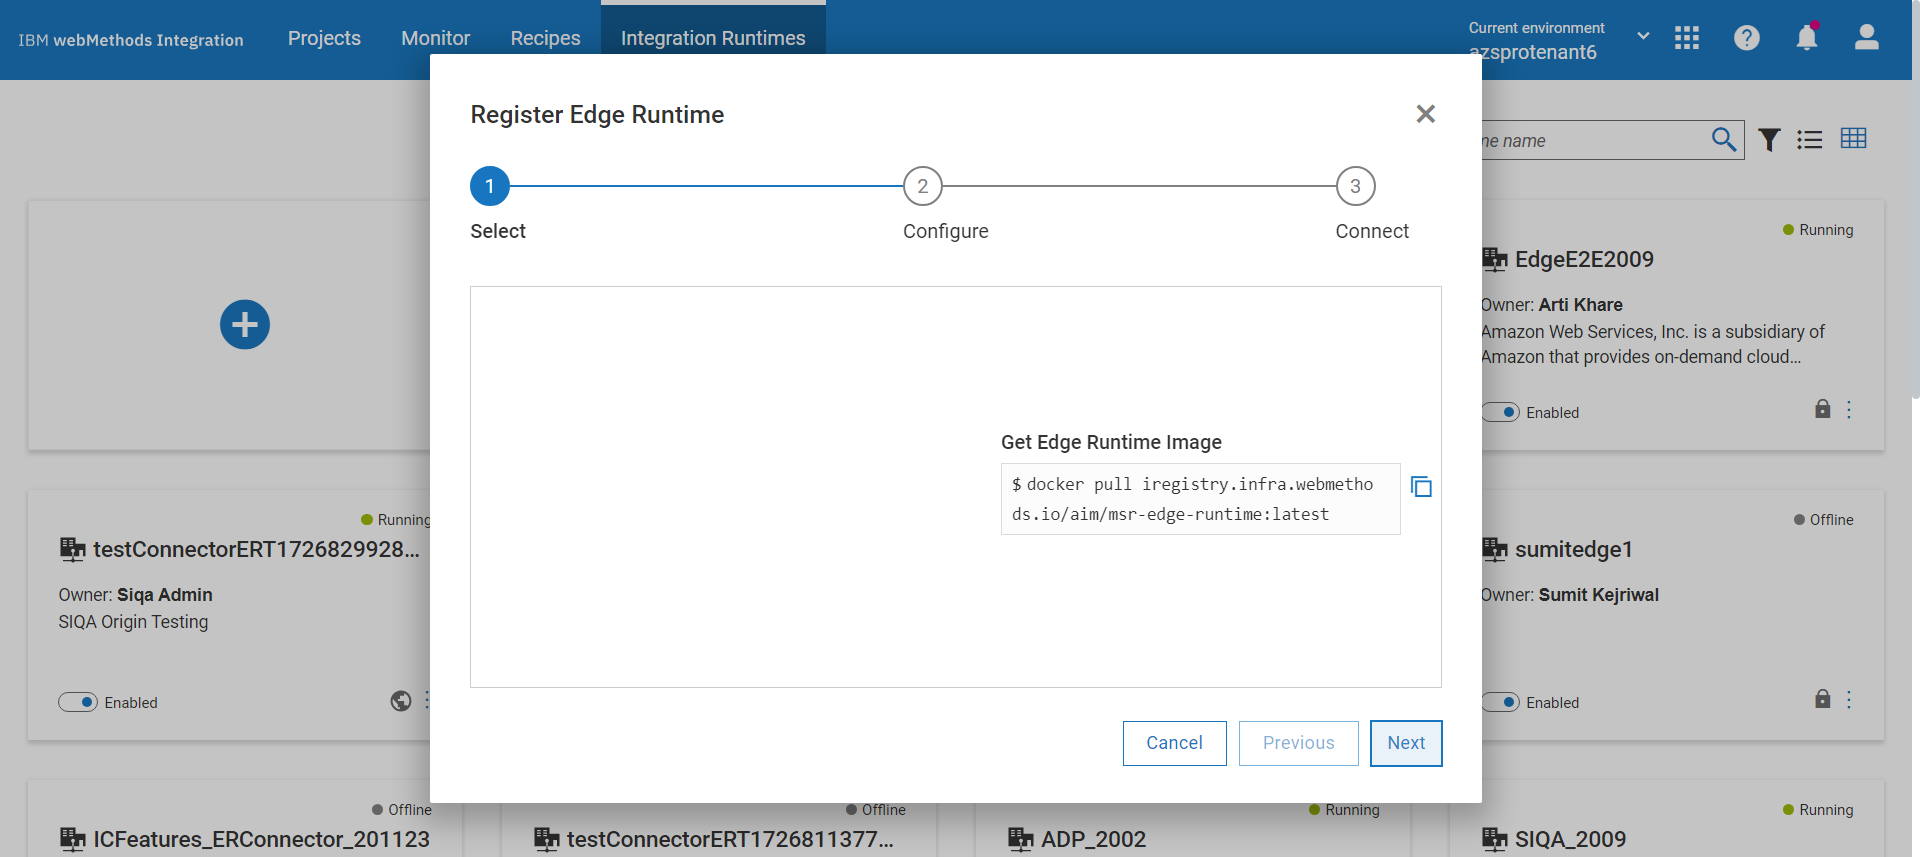 IBM webMethods Integration
Projects
Monitor
Recipes
Integration Runtimes
Current environment
azsprotenant6
Register Edge Runtime
1
2
3
Select
Configure
Connect
Get Edge Runtime Image
$ docker pull iregistry.infra.webmetho
ds.io/aim/msr-edge-runtime:latest
Cancel
Previous
Next
name
Running
EdgeE2E2009
Owner: Arti Khare
Amazon Web Services, Inc. is a subsidiary of
Amazon that provides on-demand cloud...
Enabled
Running
testConnectorERT1726829928...
Owner: Siqa Admin
SIQA Origin Testing
Enabled
Offline
sumitedge1
Owner: Sumit Kejriwal
Enabled
Offline
ICFeatures_ERConnector_201123
Offline
testConnectorERT1726811377...
Running
ADP_2002
Running
SIQA_2009